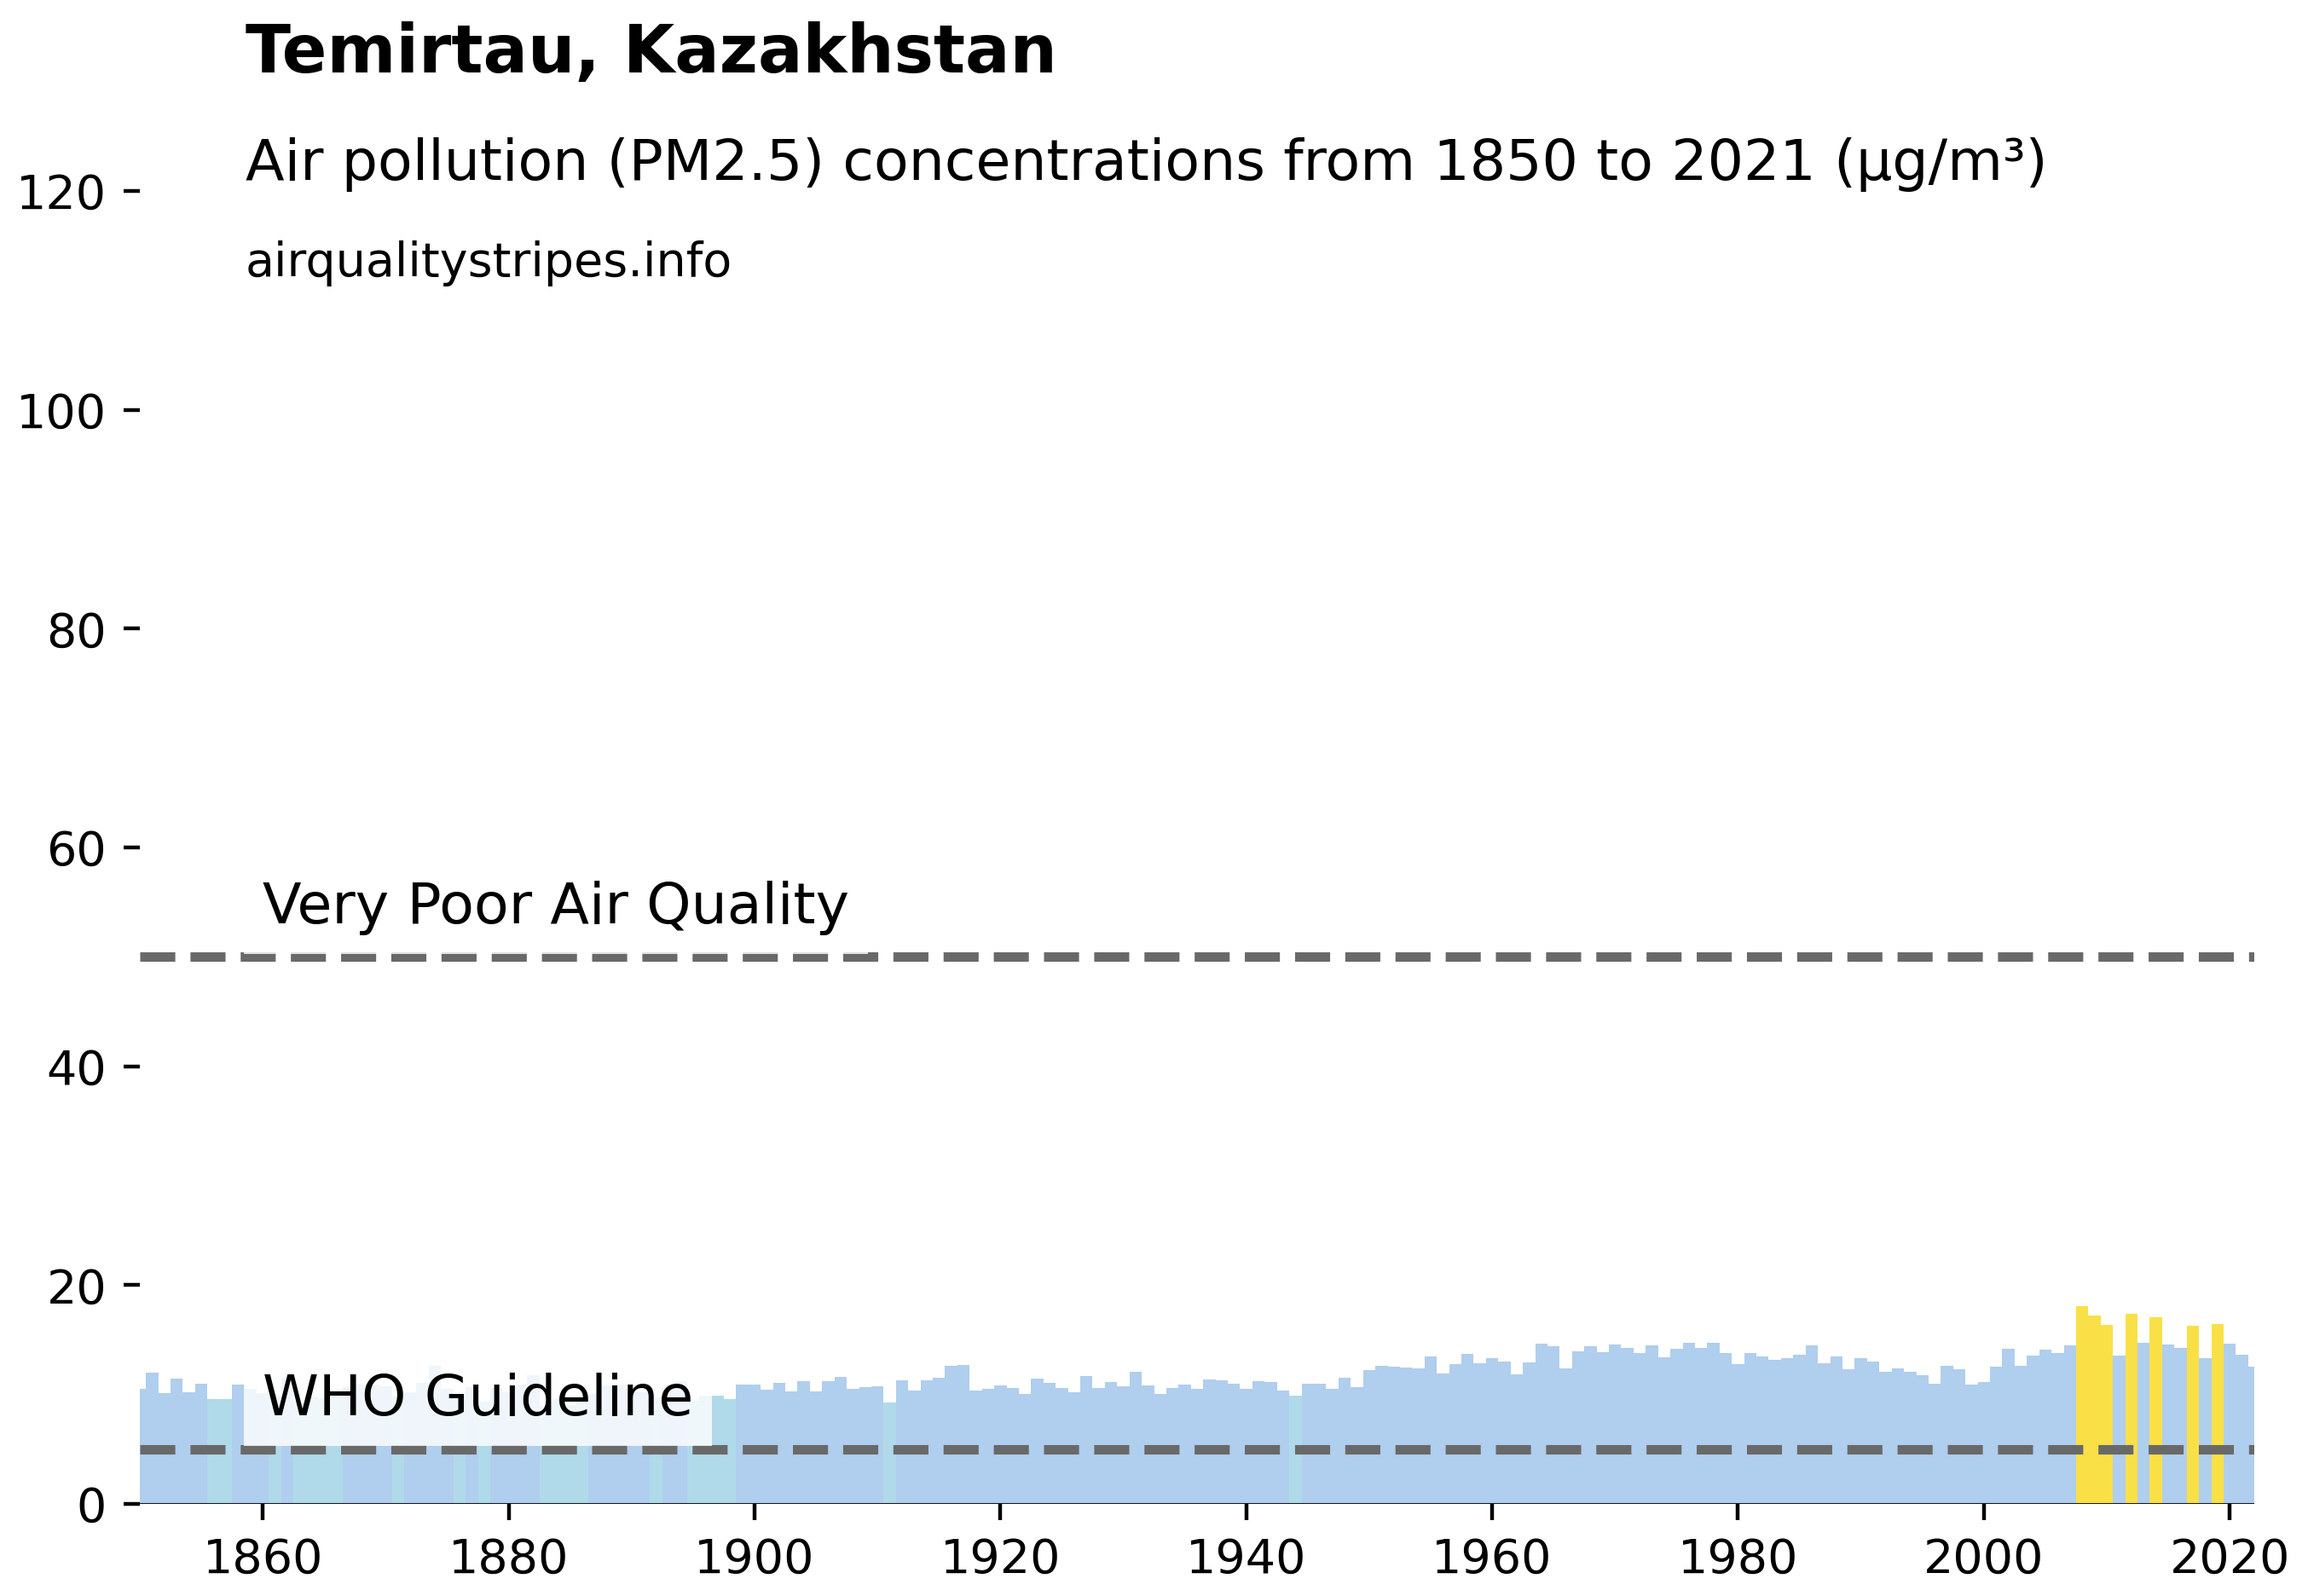 Temirtau, Kazakhstan
Air pollution (PM2.5) concentrations from 1850 to 2021 (µg/m³)
airqualitystripes.info
120
100
80
60
Very Poor Air Quality
40
20
WHO Guideline
0
1860 1880 1900 1920 1940 1960 1980 2000 2020